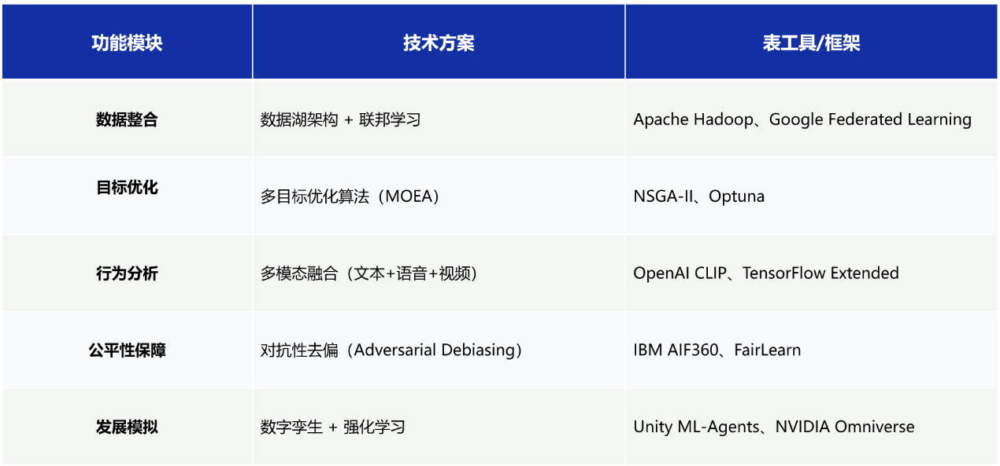 功能模块 技术方案 表工具/框架
数据整合 数据湖架构 + 联邦学习 Apache Hadoop、Google Federated Learning
目标优化 多目标优化算法（MOEA） NSGA-II、Optuna
行为分析 多模态融合（文本+语音+视频） OpenAI CLIP、TensorFlow Extended
公平性保障 对抗性去偏（Adversarial Debiasing） IBM AIF360、FairLearn
发展模拟 数字孪生 + 强化学习 Unity ML-Agents、NVIDIA Omniverse